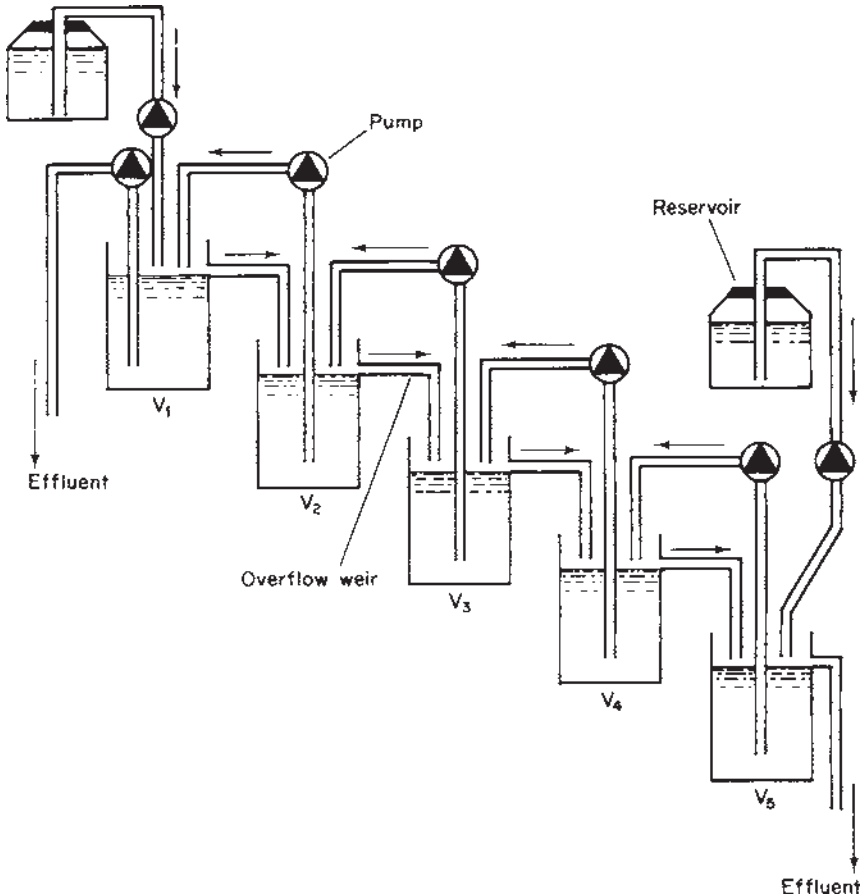 Pump
Reservoir
V₁
Effluent
V₂
Overflow weir
V₃
V₄
V₅
Effluent